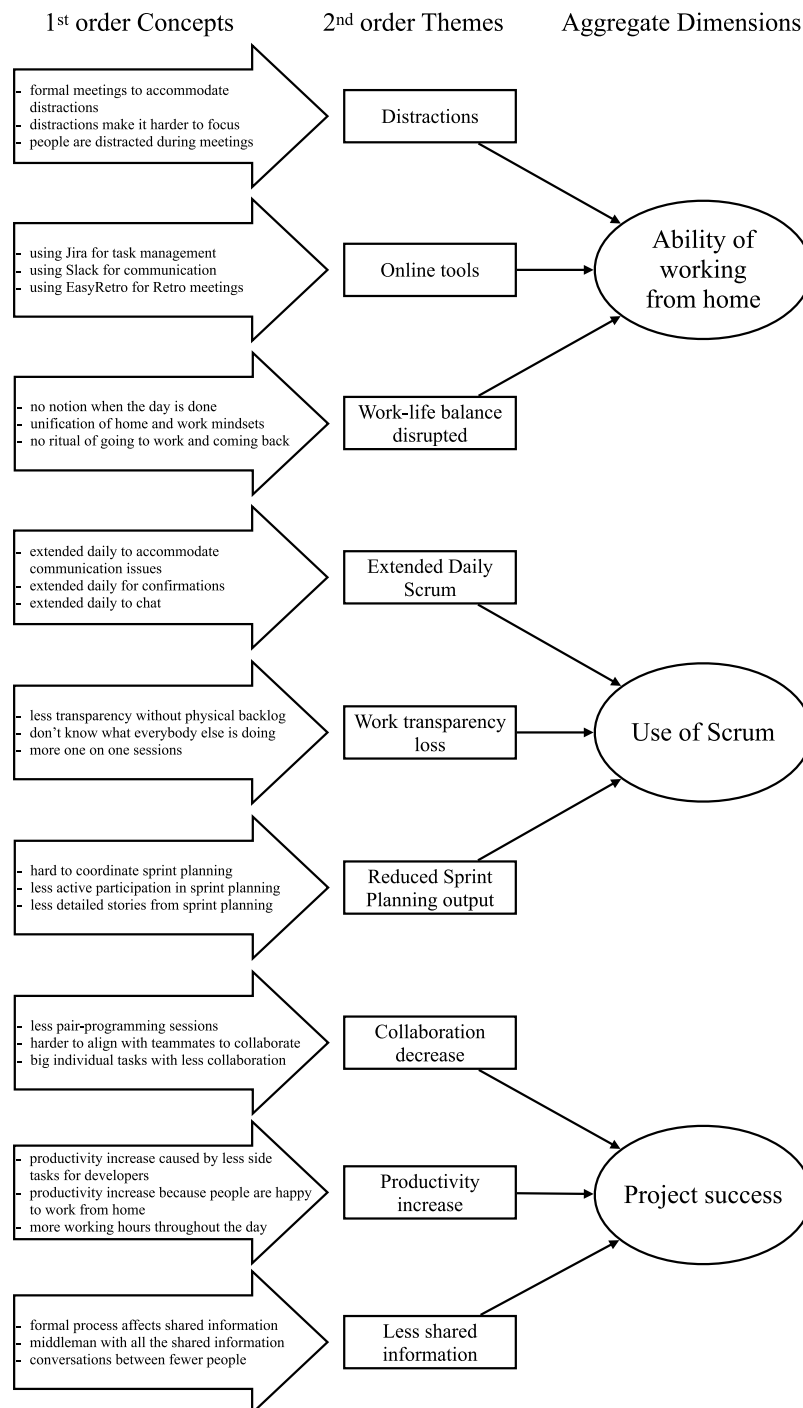 1st order Concepts
2nd order Themes
Aggregate Dimensions
- formal meetings to accommodate
distractions
- distractions make it harder to focus
- people are distracted during meetings
Distractions
- using Jira for task management
- using Slack for communication
- using EasyRetro for Retro meetings
Online tools
Ability of
working
from home
- no notion when the day is done
- unification of home and work mindsets
- no ritual of going to work and coming back
Work-life balance
disrupted
- extended daily to accommodate
communication issues
- extended daily for confirmations
- extended daily to chat
Extended Daily
Scrum
- less transparency without physical backlog
- don’t know what everybody else is doing
- more one on one sessions
Work transparency
loss
Use of Scrum
- hard to coordinate sprint planning
- less active participation in sprint planning
- less detailed stories from sprint planning
Reduced Sprint
Planning output
- less pair-programming sessions
- harder to align with teammates to collaborate
- big individual tasks with less collaboration
Collaboration
decrease
- productivity increase caused by less side
tasks for developers
- productivity increase because people are happy
to work from home
- more working hours throughout the day
Productivity
increase
Project success
- formal process affects shared information
- middleman with all the shared information
- conversations between fewer people
Less shared
information